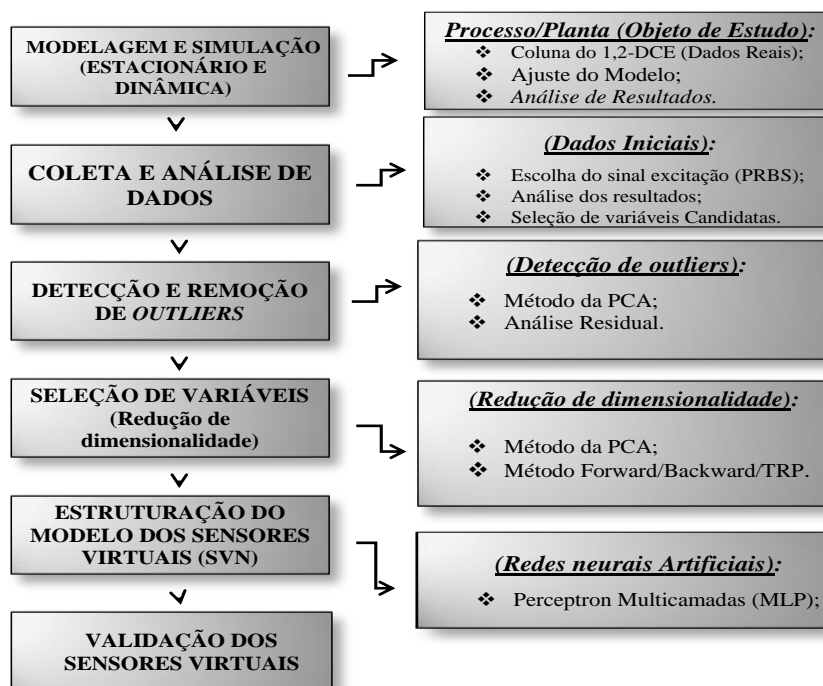 MODELAGEM E SIMULAÇÃO
(ESTACIONÁRIO E
DINÂMICA)
Processo/Planta (Objeto de Estudo):
❖ Coluna do 1,2-DCE (Dados Reais);
❖ Ajuste do Modelo;
❖ Análise de Resultados.
COLETA E ANÁLISE DE
DADOS
(Dados Iniciais):
❖ Escolha do sinal excitação (PRBS);
❖ Análise dos resultados;
❖ Seleção de variáveis Candidatas.
DETECÇÃO E REMOÇÃO
DE OUTLIERS
(Detecção de outliers):
❖ Método da PCA;
❖ Análise Residual.
SELEÇÃO DE VARIÁVEIS
(Redução de
dimensionalidade)
(Redução de dimensionalidade):
❖ Método da PCA;
❖ Método Forward/Backward/TRP.
ESTRUTURAÇÃO DO
MODELO DOS SENSORES
VIRTUAIS (SVN)
(Redes neurais Artificiais):
❖ Perceptron Multicamadas (MLP);
VALIDAÇÃO DOS
SENSORES VIRTUAIS